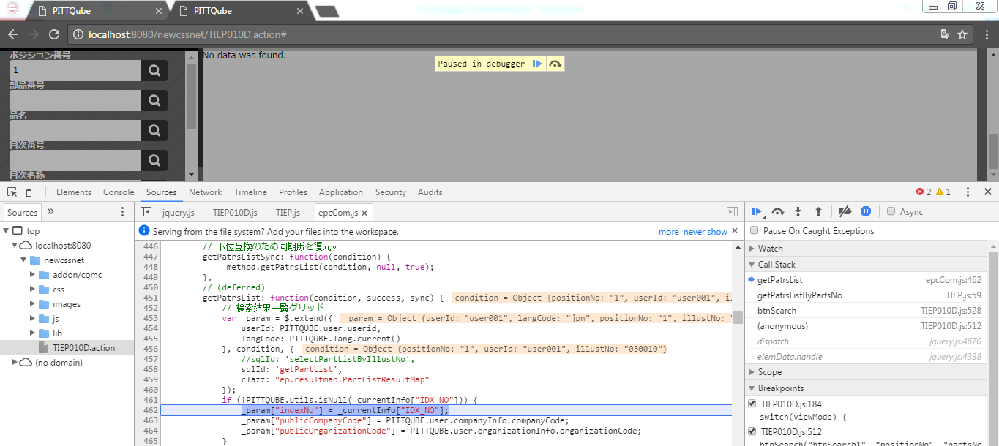 PITTQube
PITTQube
localhost:8080/newcssnet/TIEP010D.action#
ポジション番号
1
部品番号
品名
目次番号
目次名称
No data was found.
Paused in debugger
Elements Console Sources Network Timeline Profiles Application Security Audits
2 1
Sources
jquery.js TIEP010D.js TIEP.js epcCom.js
Async
top
localhost:8080
newcssnet
addon/comc
css
images
js
lib
TIEP010D.action
(no domain)
Serving from the file system? Add your files into the workspace. more never show
446 // 下位互換のため同期版を復元。
447 getPatrsListSync: function(condition) {
448 _method.getPatrsList(condition, null, true);
449 },
450 // (deferred)
451 getPatrsList: function(condition, success, sync) { condition = Object {positionNo: "1", userId: "user001", il
452 // 検索結果一覧グリッド
453 var _param = $.extend({ _param = Object {userId: "user001", langCode: "jpn", positionNo: "1", illustNo: "
454 userId: PITTQUBE.user.userid,
455 langCode: PITTQUBE.lang.current()
456 }, condition, { condition = Object {positionNo: "1", userId: "user001", illustNo: "030010"}
457 //sqlId: 'selectPartListByIllustNo',
458 sqlId: 'getPartList',
459 clazz: "ep.resultmap.PartListResultMap"
460 });
461 if (!PITTQUBE.utils.isNull(_currentInfo["IDX_NO"])) {
462 _param["indexNo"] = _currentInfo["IDX_NO"];
463 _param["publicCompanyCode"] = PITTQUBE.user.companyInfo.companyCode;
464 _param["publicOrganizationCode"] = PITTQUBE.user.organizationInfo.organizationCode;
465 }
Pause On Caught Exceptions
Watch
Call Stack
getPatrsList epcCom.js:462
getPatrsListByPartsNo TIEP.js:59
btnSearch TIEP010D.js:528
(anonymous) TIEP010D.js:512
dispatch jquery.js:4670
elemData.handle jquery.js:4338
Scope
Breakpoints
TIEP010D.js:184
switch(viewMode) {
TIEP010D.js:512
btnSearch("btnSearch1", "positionNo", "partsNo